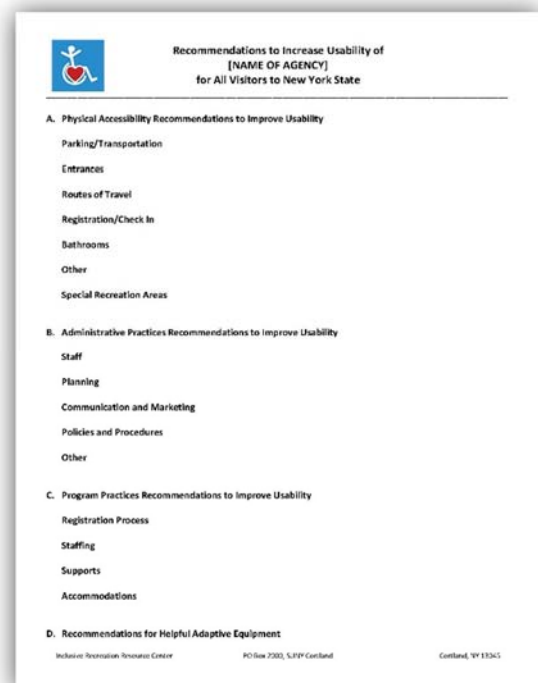 Recommendations to Increase Usability of
[NAME OF AGENCY]
for All Visitors to New York State
A. Physical Accessibility Recommendations to Improve Usability
Parking/Transportation
Entrances
Routes of Travel
Registration/Check In
Bathrooms
Other
Special Recreation Areas
B. Administrative Practices Recommendations to Improve Usability
Staff
Planning
Communication and Marketing
Policies and Procedures
Other
C. Program Practices Recommendations to Improve Usability
Registration Process
Staffing
Supports
Accommodations
D. Recommendations for Helpful Adaptive Equipment
Inclusive Recreation Resource Center PO Box 2000, SUNY Cortland Cortland, NY 13045